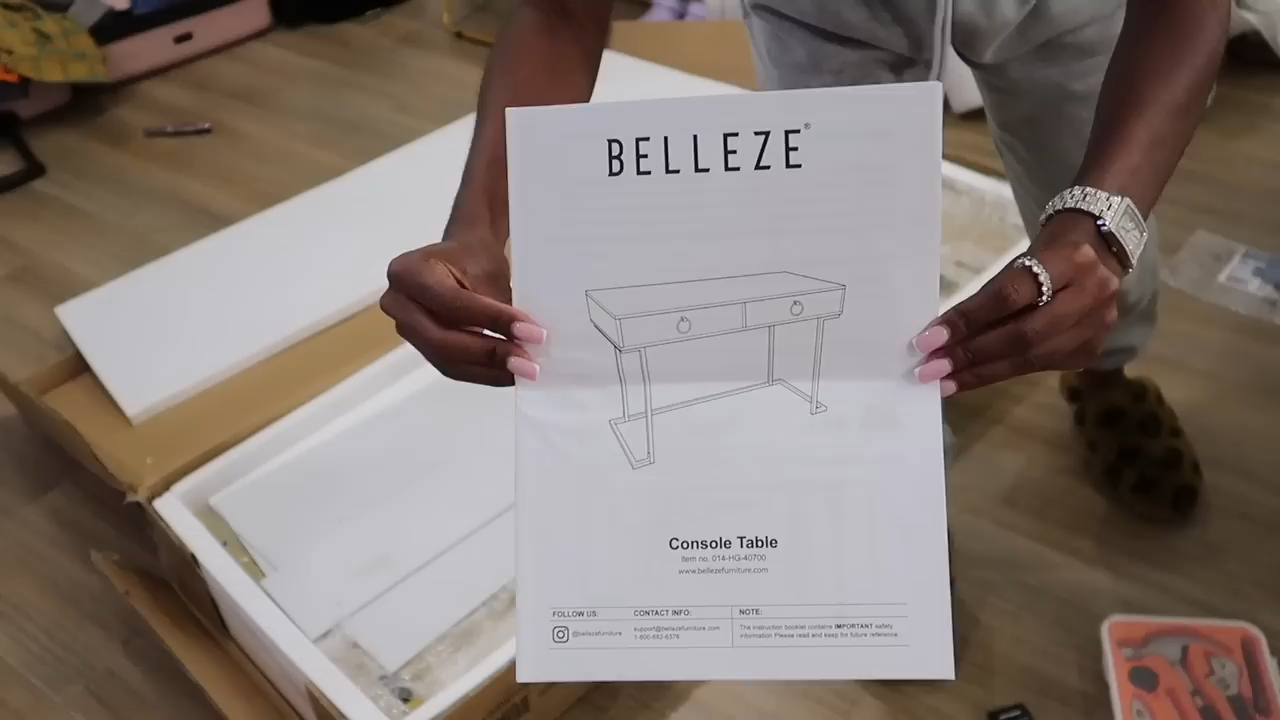 BELLEZE®
Console Table
Item no. 014-HG-40700
www.bellezefurniture.com
FOLLOW US:
@bellezefurniture
CONTACT INFO:
support@bellezefurniture.com
NOTE:
The instruction booklet contains IMPORTANT safety
information Please read and keep for future reference.